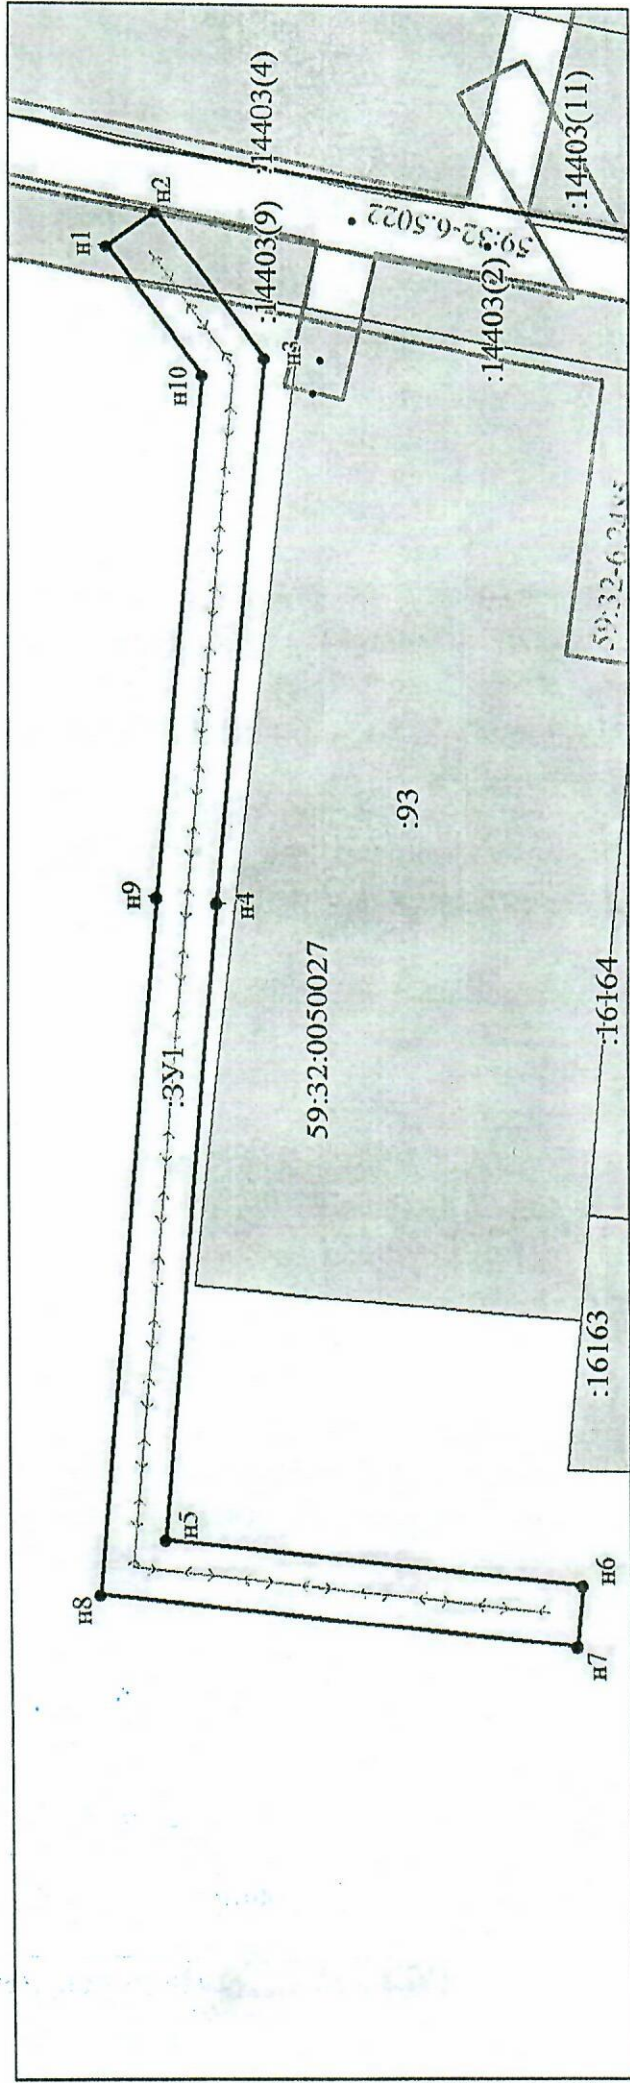 н1
н2
н10
н3
н9
н4
н8
н5
н6
н7
:ЗУ1
:14403(4)
:14403(9)
59:32-6.5022
:14403(11)
:14403(2)
:93
59:32:0050027
:16164
:16163